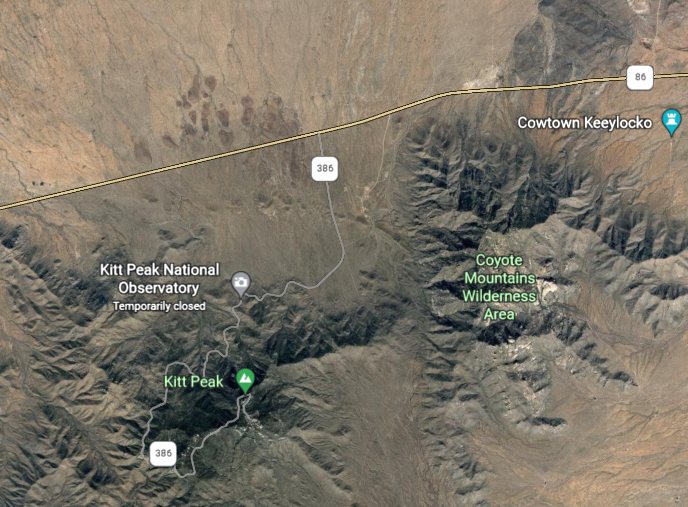 86
Cowtown Keeylocko
386
Coyote
Mountains
Wilderness
Area
Kitt Peak National
Observatory
Temporarily closed
Kitt Peak
386